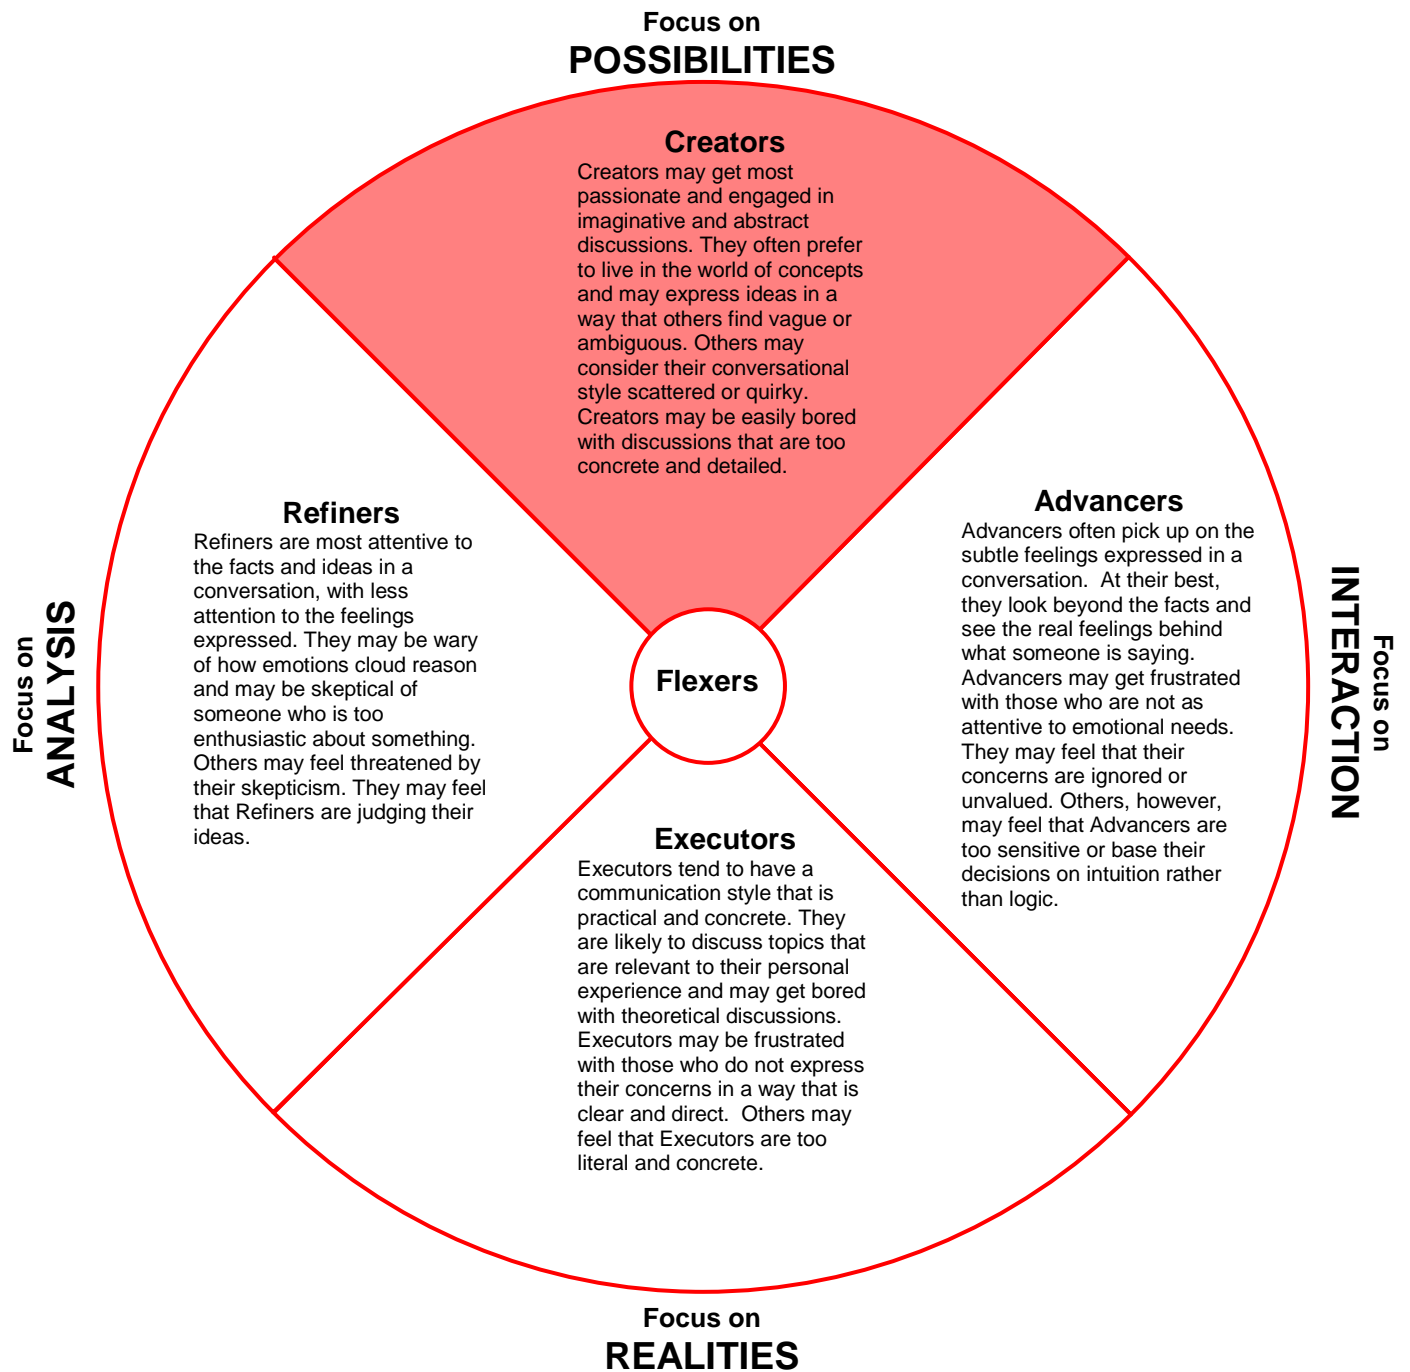 Focus on
POSSIBILITIES
Creators
Creators may get most
passionate and engaged in
imaginative and abstract
discussions. They often prefer
to live in the world of concepts
and may express ideas in a
way that others find vague or
ambiguous. Others may
consider their conversational
style scattered or quirky.
Creators may be easily bored
with discussions that are too
concrete and detailed.
Focus on
ANALYSIS
Refiners
Refiners are most attentive to
the facts and ideas in a
conversation, with less
attention to the feelings
expressed. They may be wary
of how emotions cloud reason
and may be skeptical of
someone who is too
enthusiastic about something.
Others may feel threatened by
their skepticism. They may feel
that Refiners are judging their
ideas.
Flexers
Advancers
Advancers often pick up on the
subtle feelings expressed in a
conversation.  At their best,
they look beyond the facts and
see the real feelings behind
what someone is saying.
Advancers may get frustrated
with those who are not as
attentive to emotional needs.
They may feel that their
concerns are ignored or
unvalued. Others, however,
may feel that Advancers are
too sensitive or base their
decisions on intuition rather
than logic.
Focus on
INTERACTION
Executors
Executors tend to have a
communication style that is
practical and concrete. They
are likely to discuss topics that
are relevant to their personal
experience and may get bored
with theoretical discussions.
Executors may be frustrated
with those who do not express
their concerns in a way that is
clear and direct.  Others may
feel that Executors are too
literal and concrete.
Focus on
REALITIES